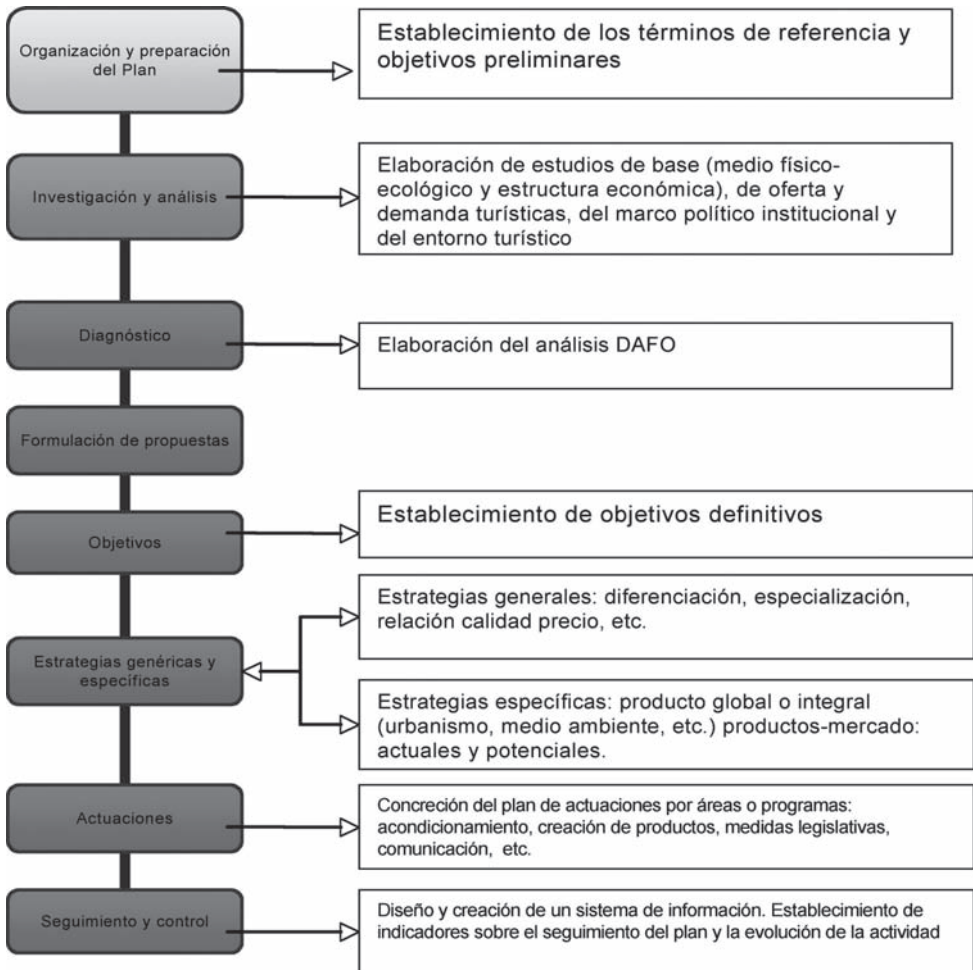 Organización y preparación
del Plan
Establecimiento de los términos de referencia y
objetivos preliminares
Investigación y análisis
Elaboración de estudios de base (medio físico-
ecológico y estructura económica), de oferta y
demanda turísticas, del marco político institucional y
del entorno turístico
Diagnóstico
Elaboración del análisis DAFO
Formulación de propuestas
Objetivos
Establecimiento de objetivos definitivos
Estrategias genéricas y
específicas
Estrategias generales: diferenciación, especialización,
relación calidad precio, etc.
Estrategias específicas: producto global o integral
(urbanismo, medio ambiente, etc.) productos-mercado:
actuales y potenciales.
Actuaciones
Concreción del plan de actuaciones por áreas o programas:
acondicionamiento, creación de productos, medidas legislativas,
comunicación, etc.
Seguimiento y control
Diseño y creación de un sistema de información. Establecimiento de
indicadores sobre el seguimiento del plan y la evolución de la actividad